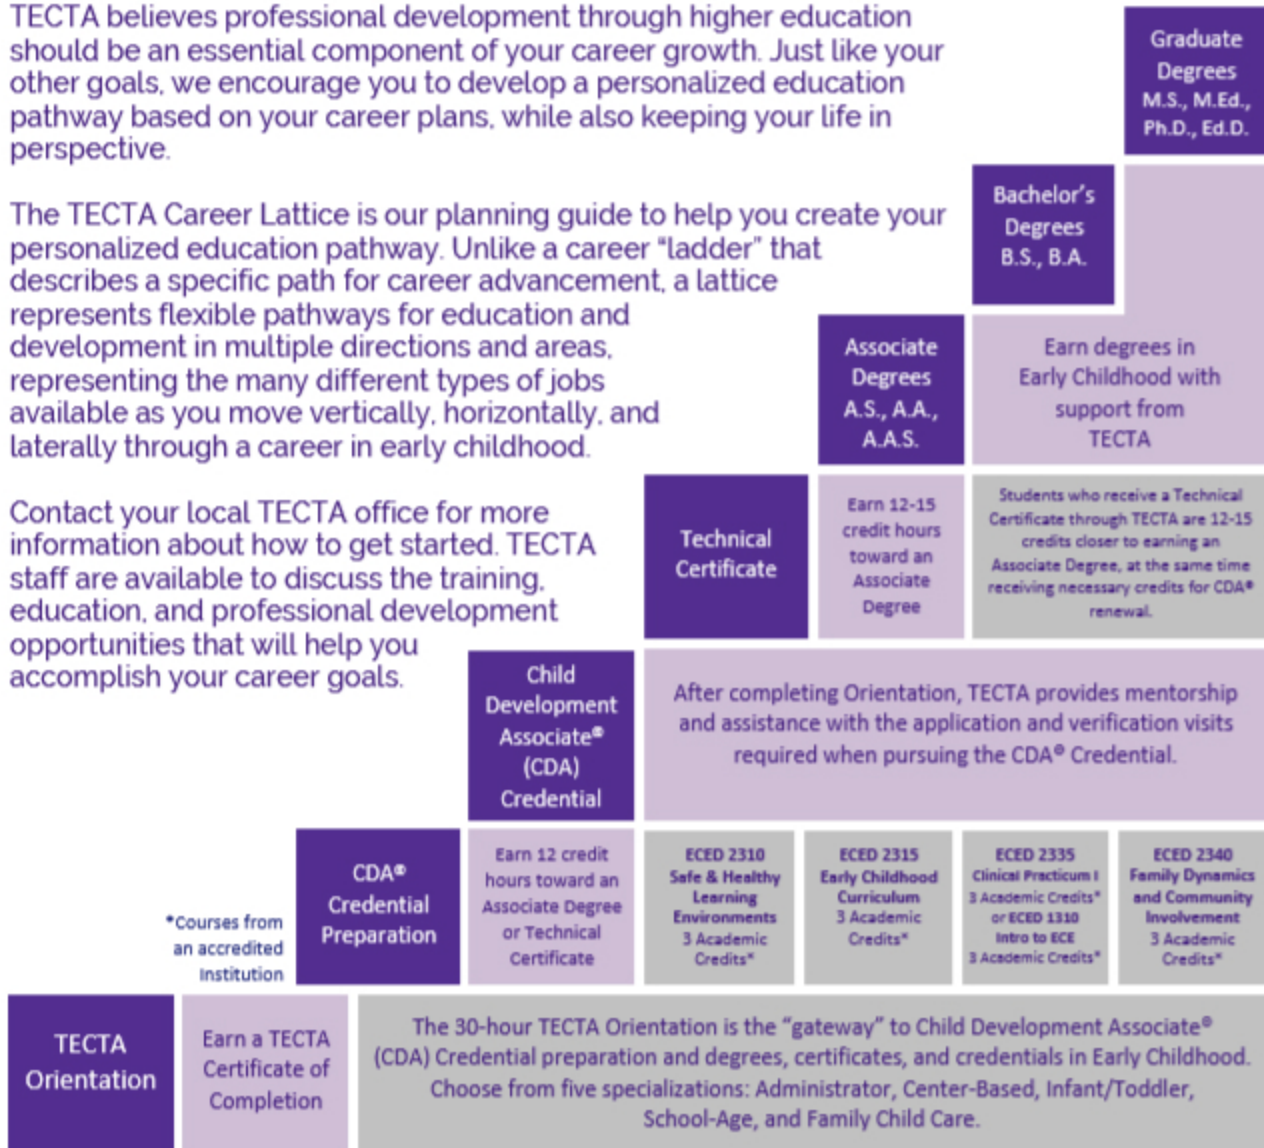 TECTA believes professional development through higher education
should be an essential component of your career growth. Just like your
other goals, we encourage you to develop a personalized education
pathway based on your career plans, while also keeping your life in
perspective.
The TECTA Career Lattice is our planning guide to help you create your
personalized education pathway. Unlike a career “ladder” that
describes a specific path for career advancement, a lattice
represents flexible pathways for education and
development in multiple directions and areas,
representing the many different types of jobs
available as you move vertically, horizontally, and
laterally through a career in early childhood.
Contact your local TECTA office for more
information about how to get started. TECTA
staff are available to discuss the training,
education, and professional development
opportunities that will help you
accomplish your career goals.
Graduate
Degrees
M.S., M.Ed.,
Ph.D., Ed.D.
Bachelor’s
Degrees
B.S., B.A.
Associate
Degrees
A.S., A.A.,
A.A.S.
Earn degrees in
Early Childhood with
support from
TECTA
Technical
Certificate
Earn 12-15
credit hours
toward an
Associate
Degree
Students who receive a Technical
Certificate through TECTA are 12-15
credits closer to earning an
Associate Degree, at the same time
receiving necessary credits for CDA®
renewal.
Child
Development
Associate®
(CDA)
Credential
After completing Orientation, TECTA provides mentorship
and assistance with the application and verification visits
required when pursuing the CDA® Credential.
*Courses from
an accredited
Institution
CDA®
Credential
Preparation
Earn 12 credit
hours toward an
Associate Degree
or Technical
Certificate
ECED 2310
Safe & Healthy
Learning
Environments
3 Academic
Credits*
ECED 2315
Early Childhood
Curriculum
3 Academic
Credits*
ECED 2335
Clinical Practicum I
3 Academic Credits*
or ECED 1310
Intro to ECE
3 Academic Credits*
ECED 2340
Family Dynamics
and Community
Involvement
3 Academic
Credits*
TECTA
Orientation
Earn a TECTA
Certificate of
Completion
The 30-hour TECTA Orientation is the “gateway” to Child Development Associate®
(CDA) Credential preparation and degrees, certificates, and credentials in Early Childhood.
Choose from five specializations: Administrator, Center-Based, Infant/Toddler,
School-Age, and Family Child Care.